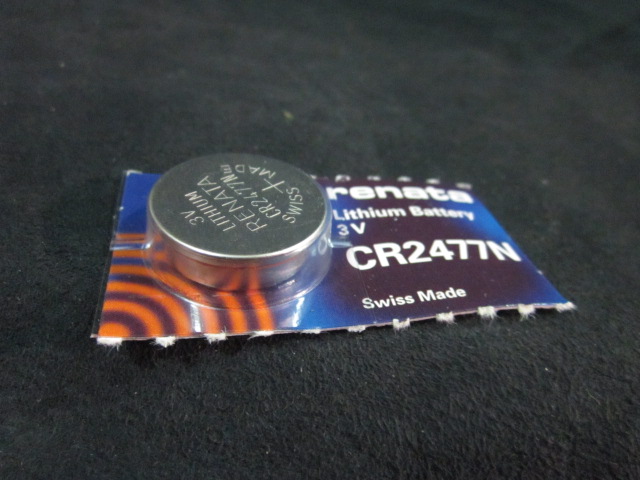 renata
Lithium Battery
3V
CR2477N
Swiss Made
SWISS MADE
+
CR2477N
RENATA
LITHIUM
3V